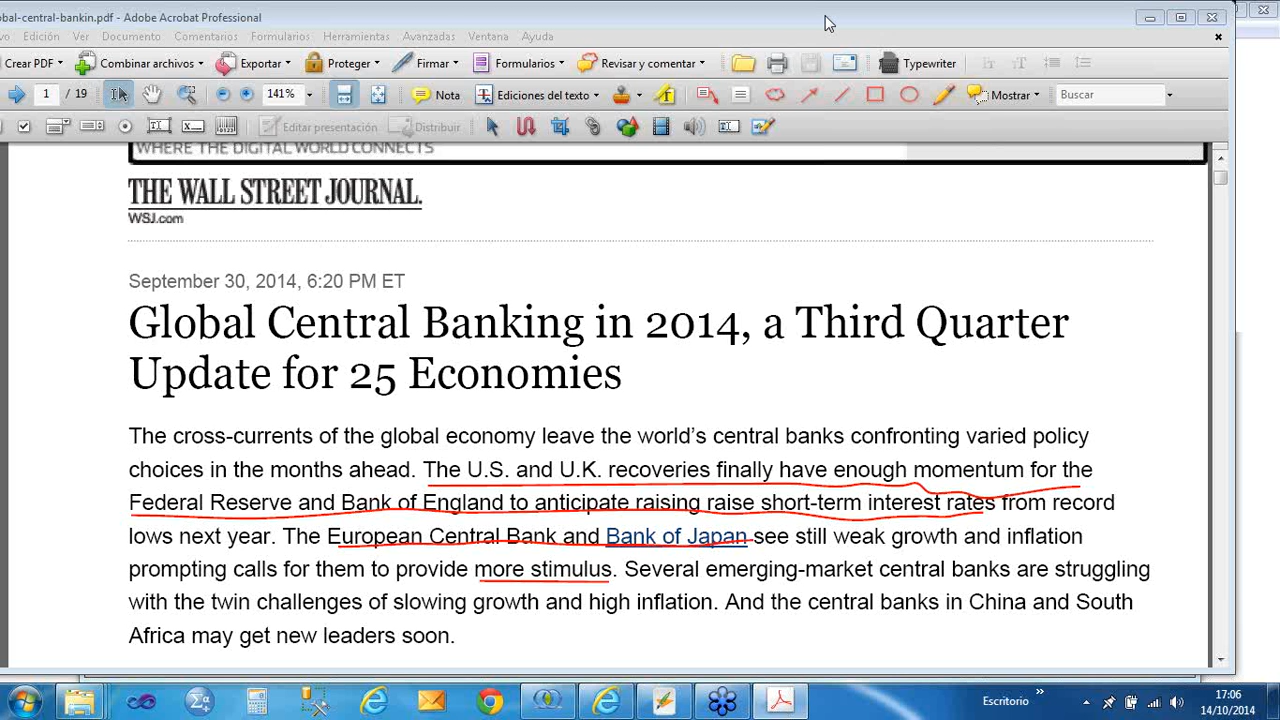 bal-central-bankin.pdf - Adobe Acrobat Professional
vo Edición Ver Documento Comentarios Formularios Herramientas Avanzadas Ventana Ayuda
Crear PDF Combinar archivos Exportar Proteger Firmar Formularios Revisar y comentar Typewriter
1 / 19 141% Nota Ediciones del texto Mostrar Buscar
Editar presentación Distribuir
WHERE THE DIGITAL WORLD CONNECTS
THE WALL STREET JOURNAL.
WSJ.com
September 30, 2014, 6:20 PM ET
Global Central Banking in 2014, a Third Quarter
Update for 25 Economies
The cross-currents of the global economy leave the world’s central banks confronting varied policy
choices in the months ahead. The U.S. and U.K. recoveries finally have enough momentum for the
Federal Reserve and Bank of England to anticipate raising raise short-term interest rates from record
lows next year. The European Central Bank and Bank of Japan see still weak growth and inflation
prompting calls for them to provide more stimulus. Several emerging-market central banks are struggling
with the twin challenges of slowing growth and high inflation. And the central banks in China and South
Africa may get new leaders soon.
Escritorio
17:06
14/10/2014